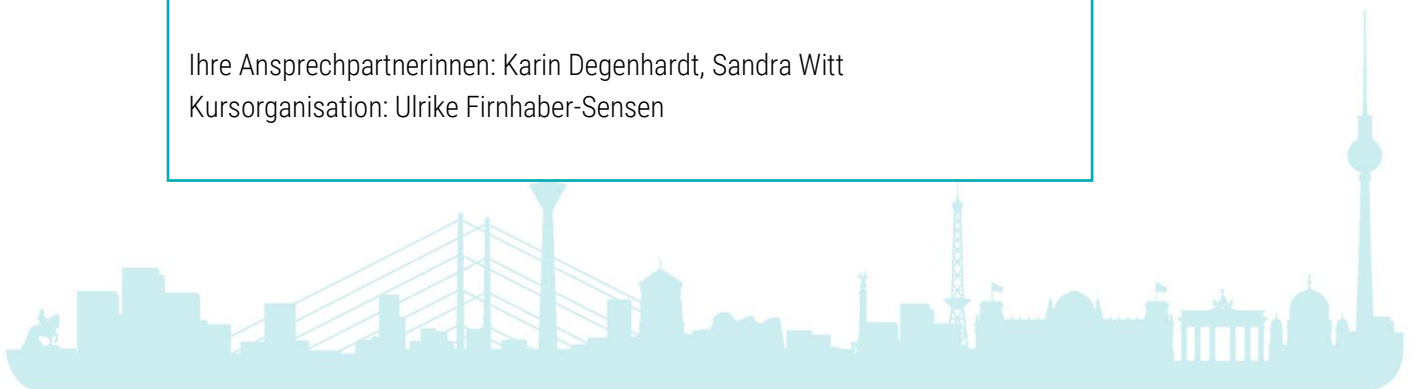 Ihre Ansprechpartnerinnen: Karin Degenhardt, Sandra Witt
Kursorganisation: Ulrike Firnhaber-Sensen